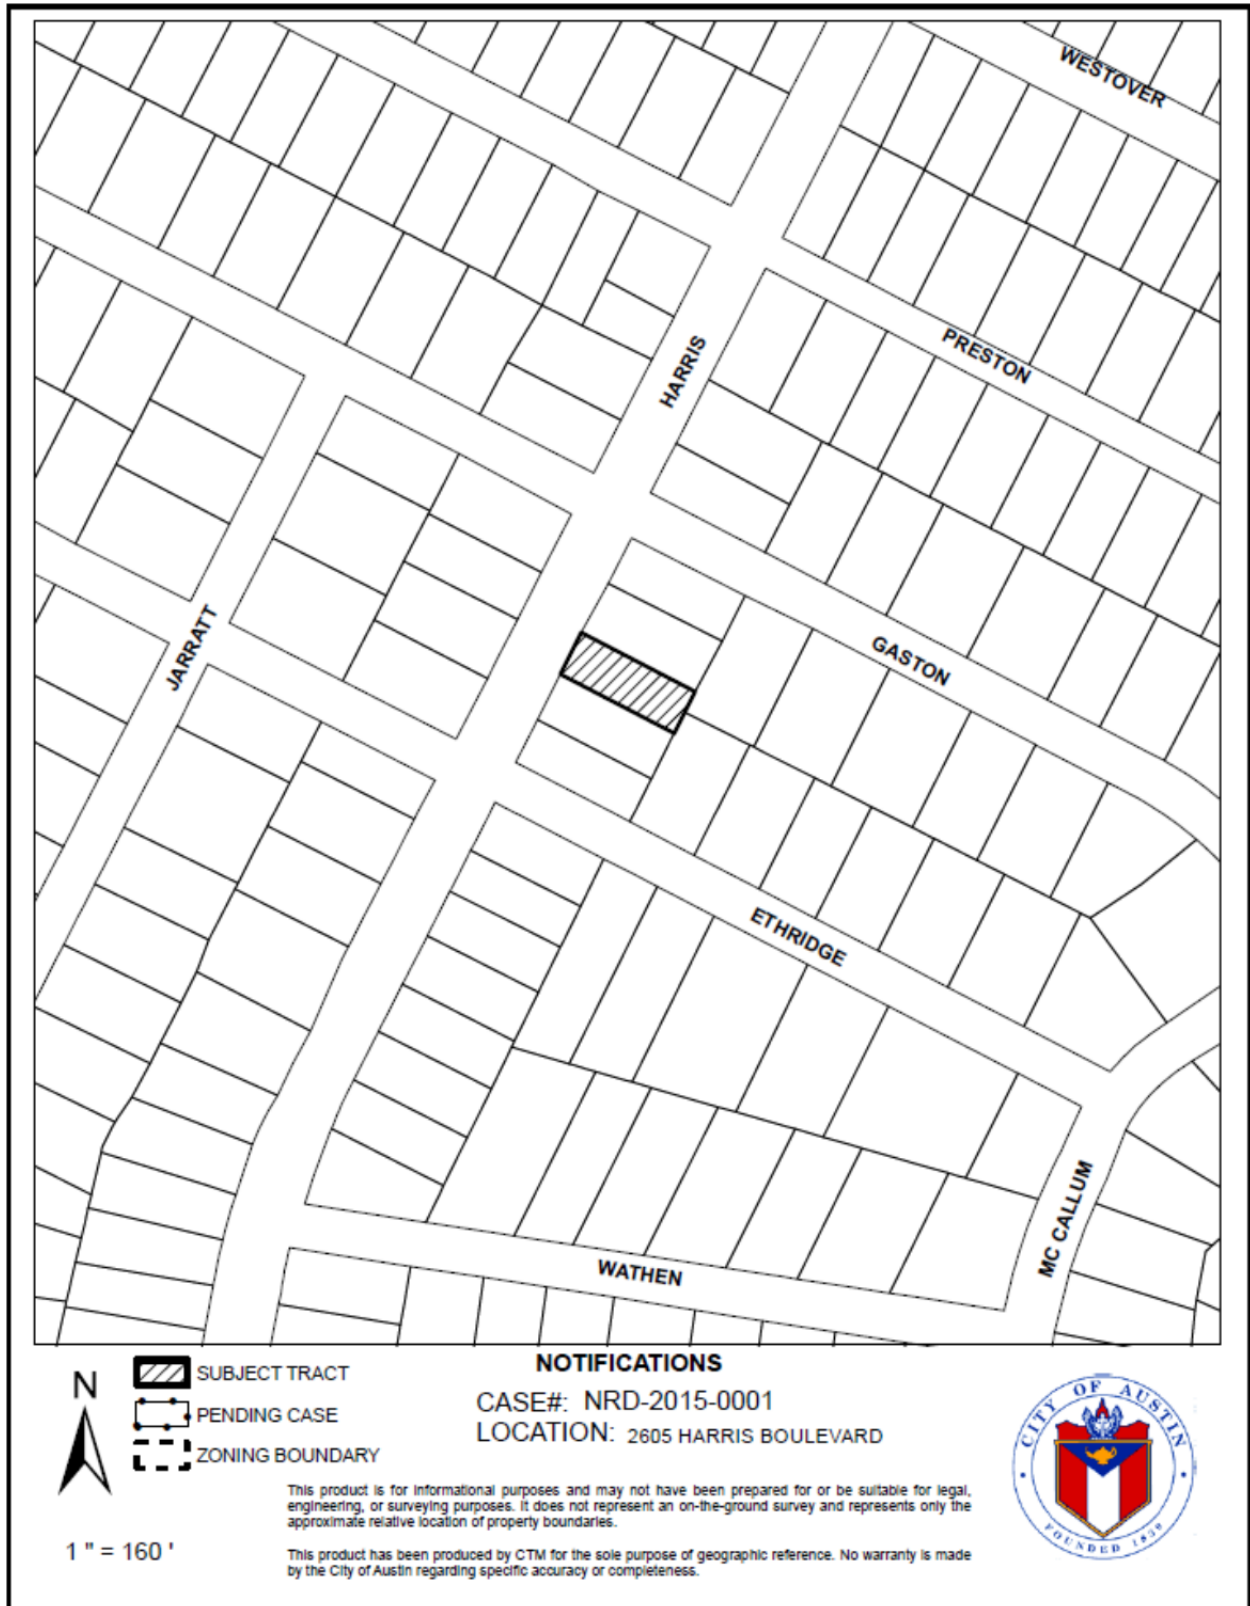 WESTOVER
HARRIS
PRESTON
JARRATT
GASTON
ETHRIDGE
MC CALLUM
WATHEN
N
SUBJECT TRACT
PENDING CASE
ZONING BOUNDARY
1 " = 160 '
NOTIFICATIONS
CASE#: NRD-2015-0001
LOCATION: 2605 HARRIS BOULEVARD
This product is for informational purposes and may not have been prepared for or be suitable for legal,
engineering, or surveying purposes. It does not represent an on-the-ground survey and represents only the
approximate relative location of property boundaries.
This product has been produced by CTM for the sole purpose of geographic reference. No warranty is made
by the City of Austin regarding specific accuracy or completeness.
CITY OF AUSTIN
FOUNDED 1839